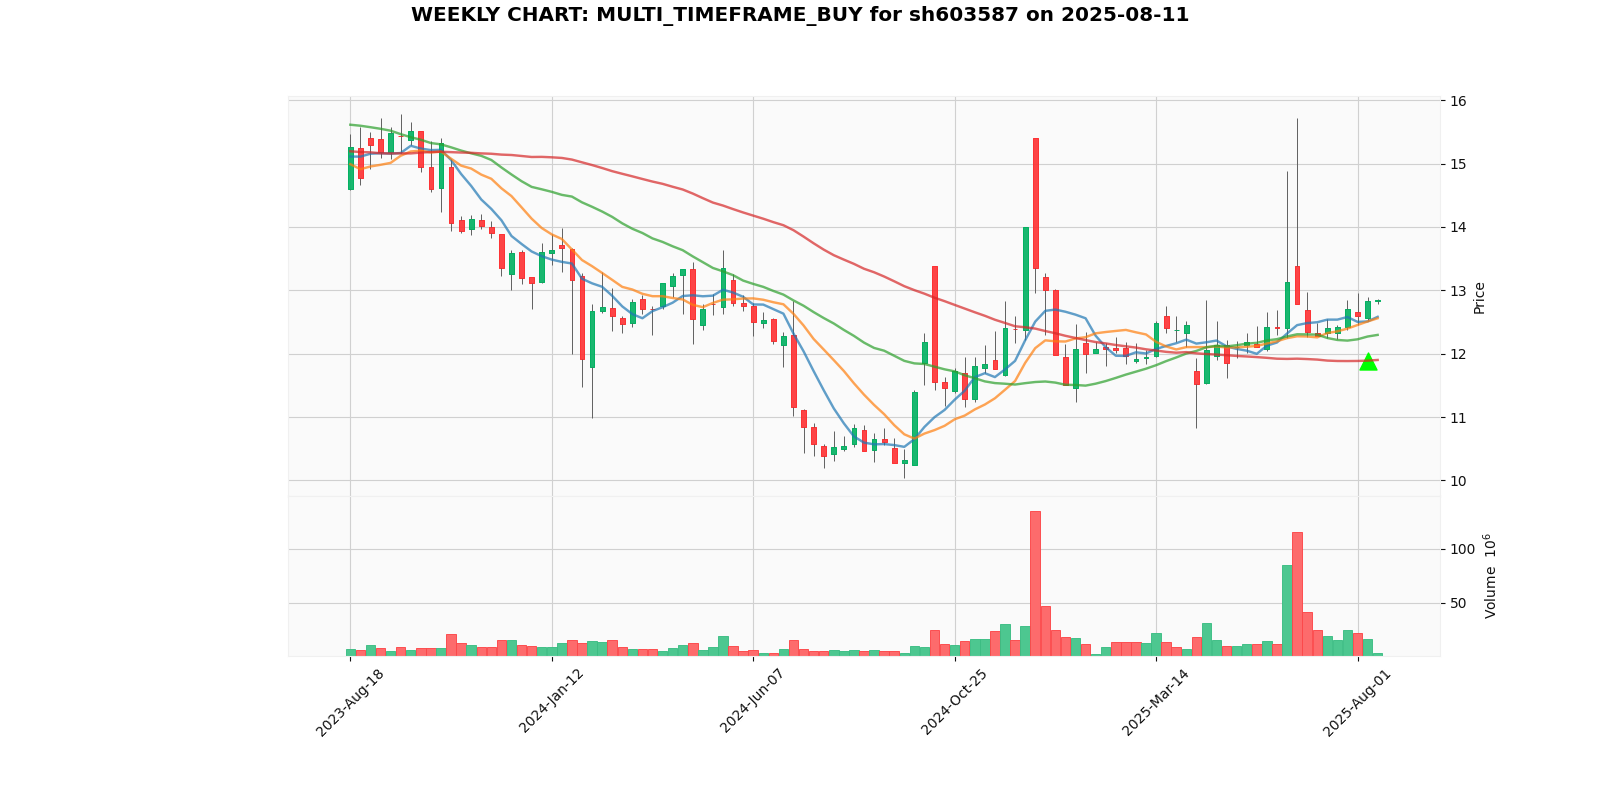 WEEKLY CHART: MULTI_TIMEFRAME_BUY for sh603587 on 2025-08-11
16
15
14
13
12
11
10
Price
100
50
Volume 10⁶
2023-Aug-18
2024-Jan-12
2024-Jun-07
2024-Oct-25
2025-Mar-14
2025-Aug-01